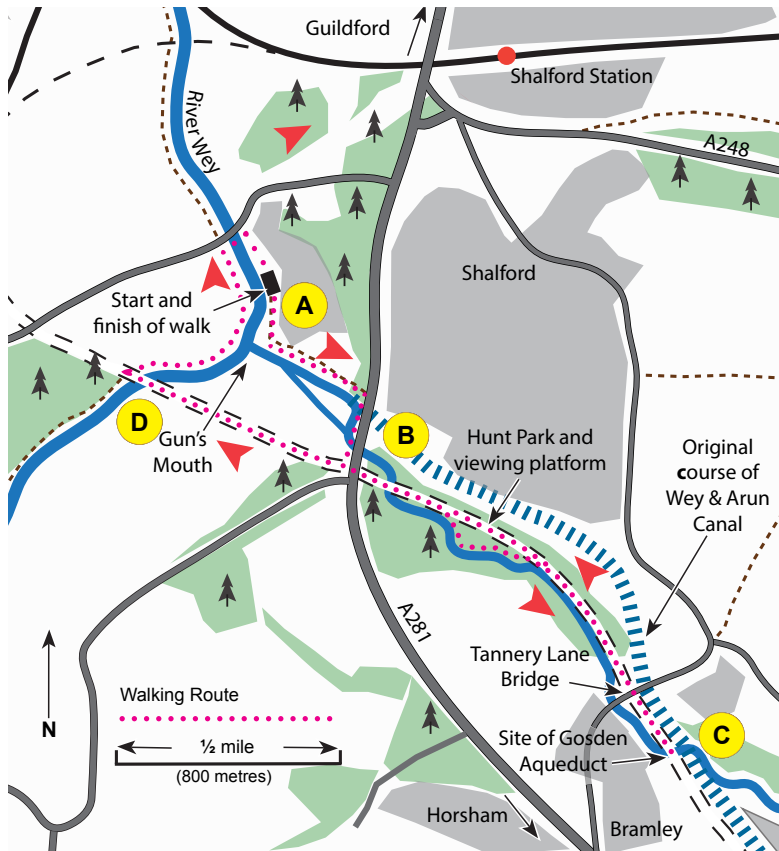 Guildford
Shalford Station
River Wey
A248
Shalford
Start and
finish of walk
A
B
D
Gun's
Mouth
Hunt Park and
viewing platform
Original
course of
Wey & Arun
Canal
A281
Tannery Lane
Bridge
N
Walking Route
½ mile
(800 metres)
C
Site of Gosden
Aqueduct
Horsham
Bramley